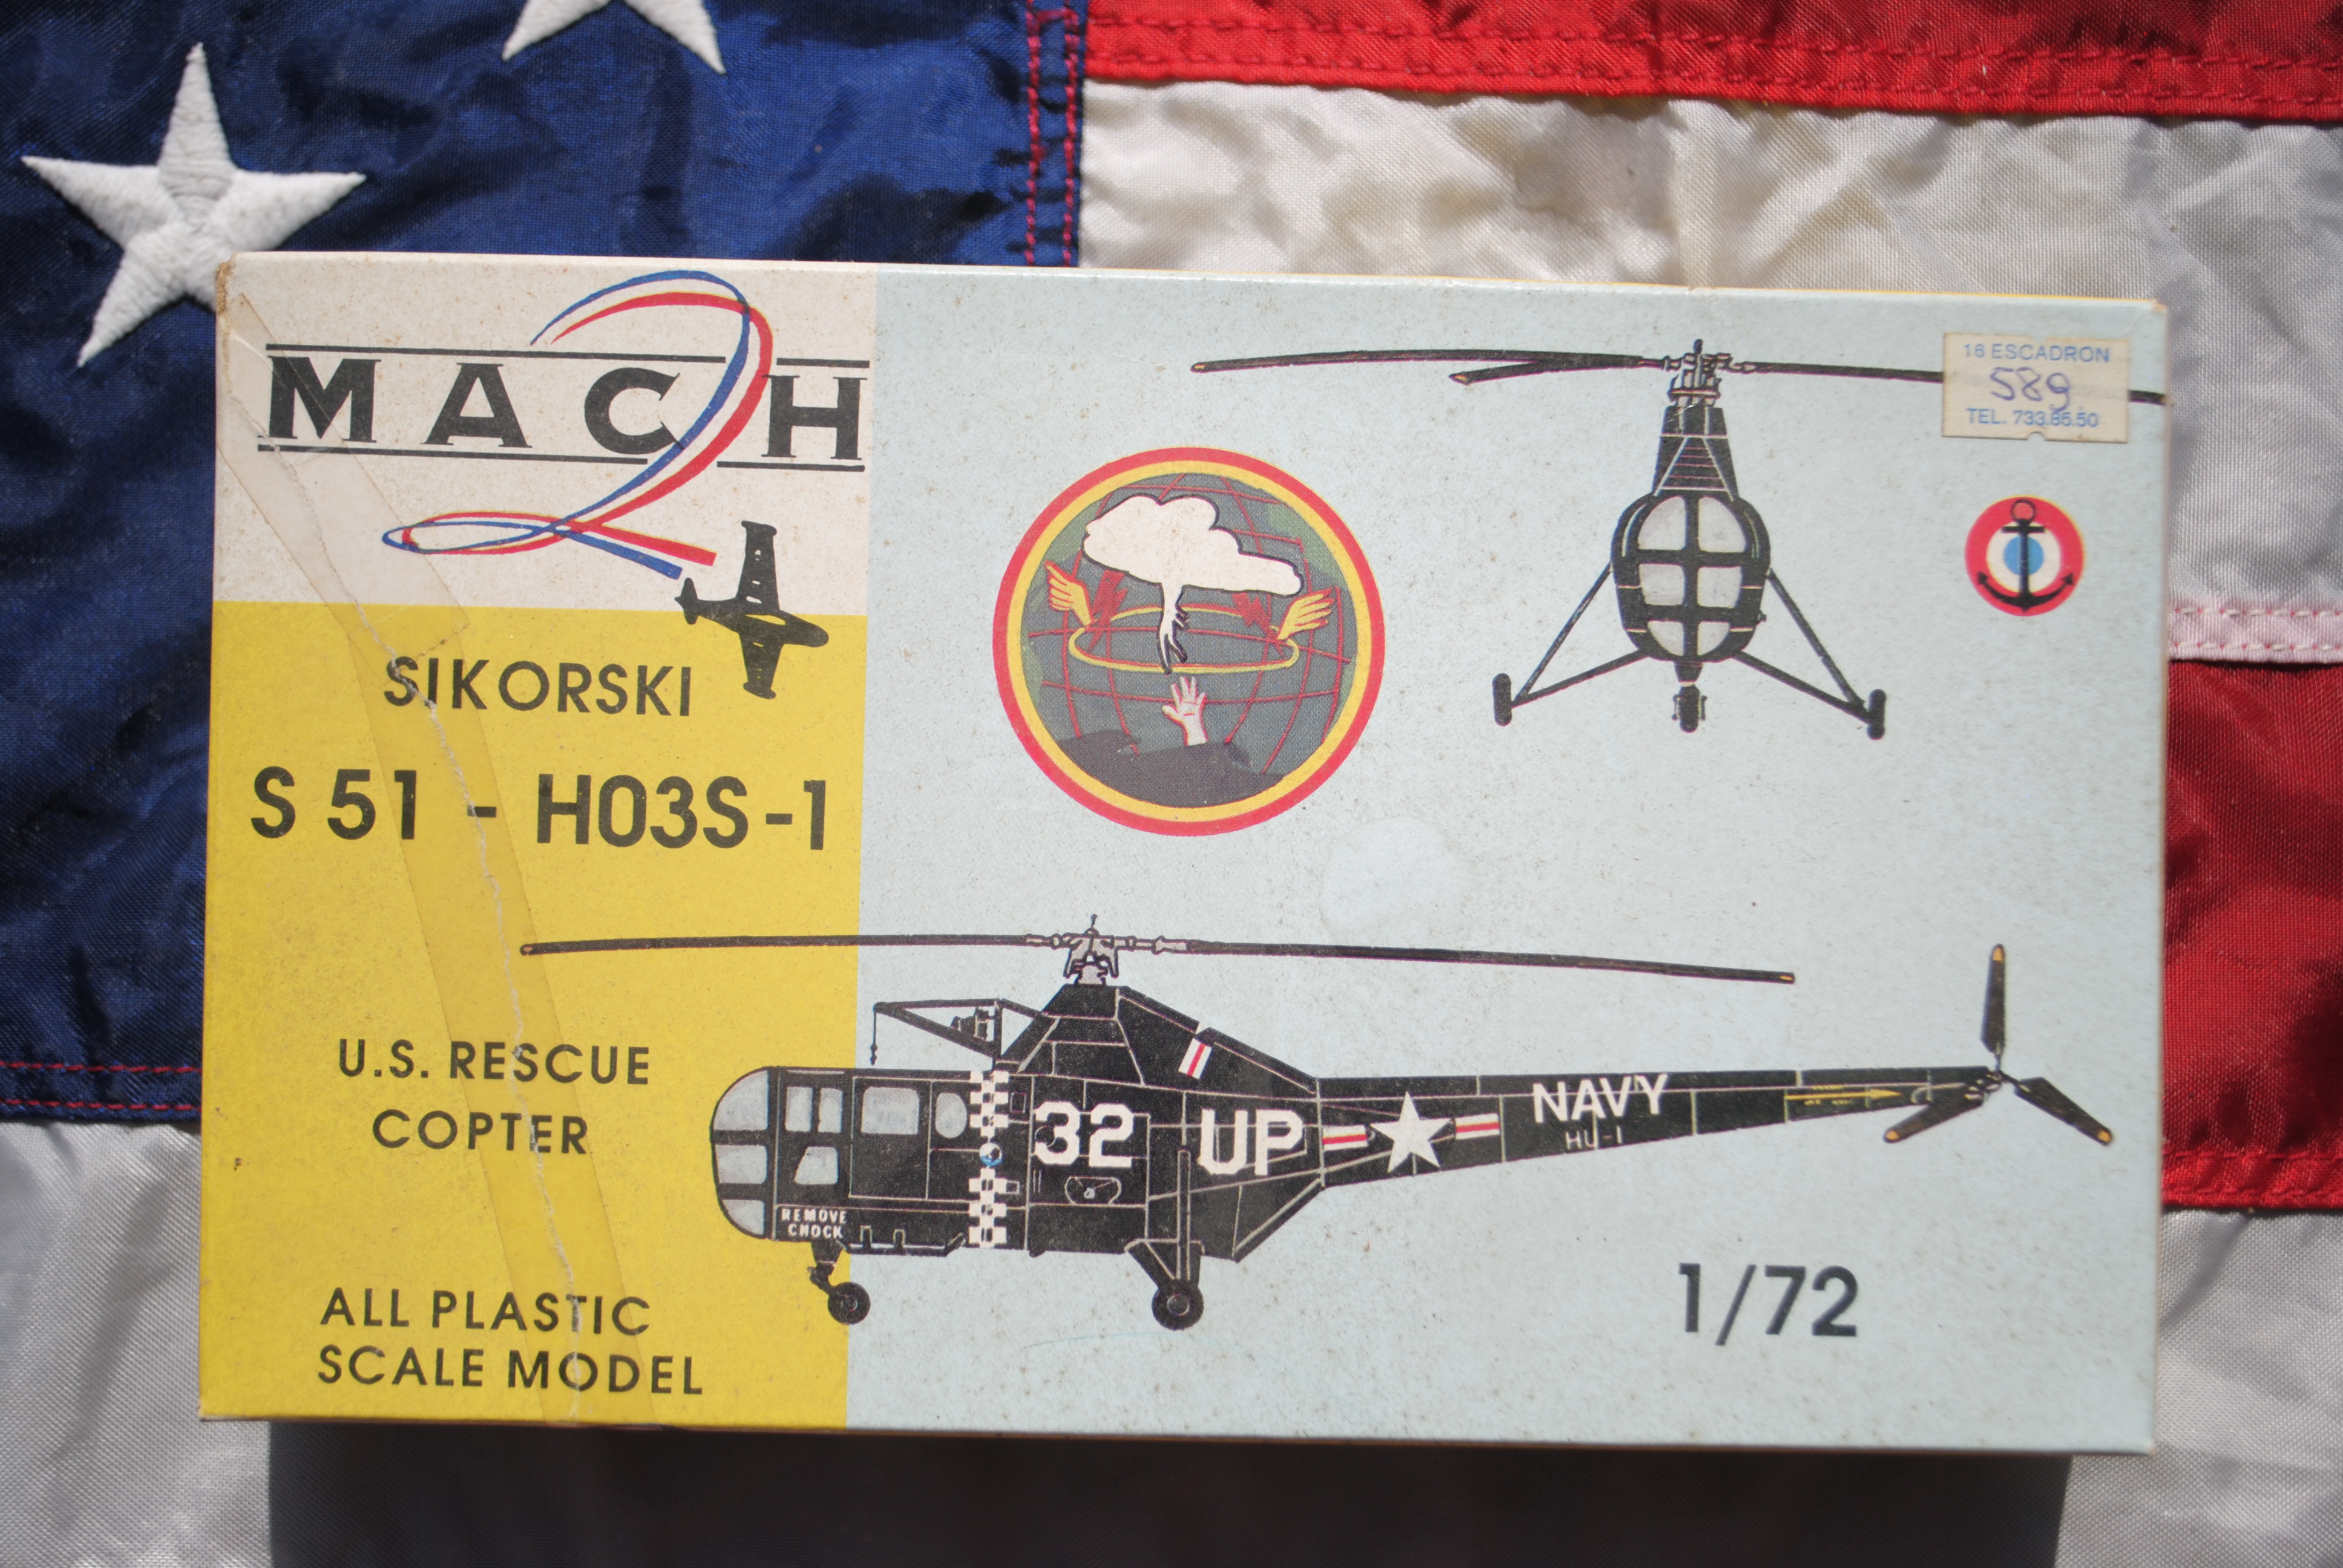 MACH 2
16 ESCADRON
589
TEL. 733.85.50
SIKORSKI
S 51 - HO3S-1
U.S. RESCUE
COPTER
32 UP NAVY
HU-1
REMOVE
CHOCK
ALL PLASTIC
SCALE MODEL
1/72